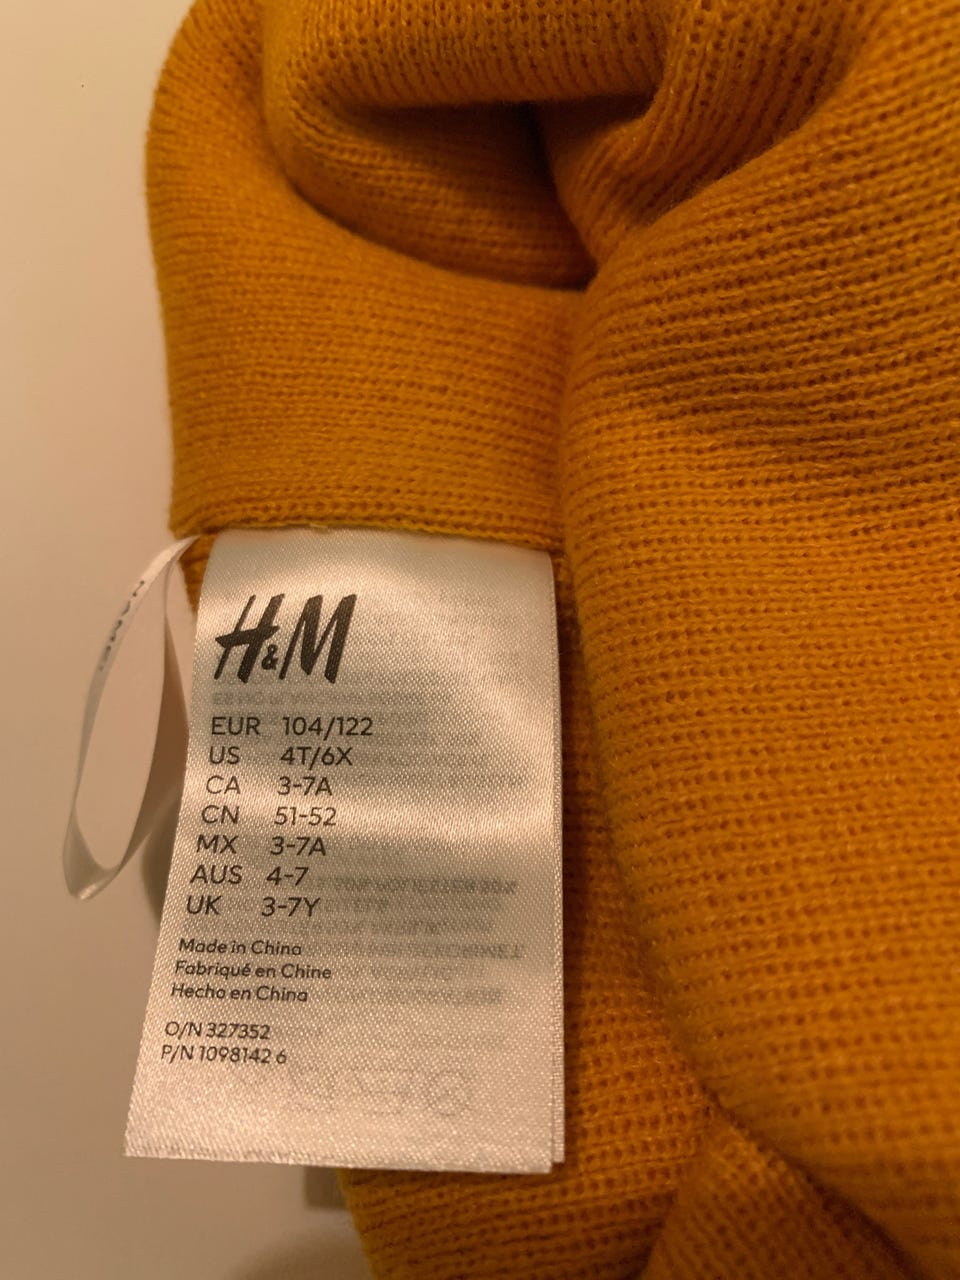 H&M
EUR 104/122
US 4T/6X
CA 3-7A
CN 51-52
MX 3-7A
AUS 4-7
UK 3-7Y
Made in China
Fabriqué en Chine
Hecho en China
O/N 327352
P/N 1098142 6